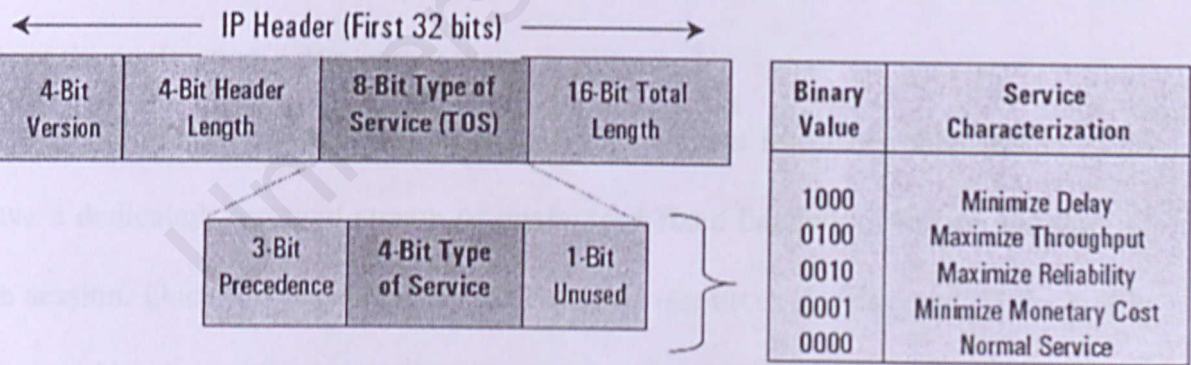 IP Header (First 32 bits)
4-Bit Version
4-Bit Header Length
8-Bit Type of Service (TOS)
16-Bit Total Length
3-Bit Precedence
4-Bit Type of Service
1-Bit Unused
Binary Value
Service Characterization
1000 Minimize Delay
0100 Maximize Throughput
0010 Maximize Reliability
0001 Minimize Monetary Cost
0000 Normal Service